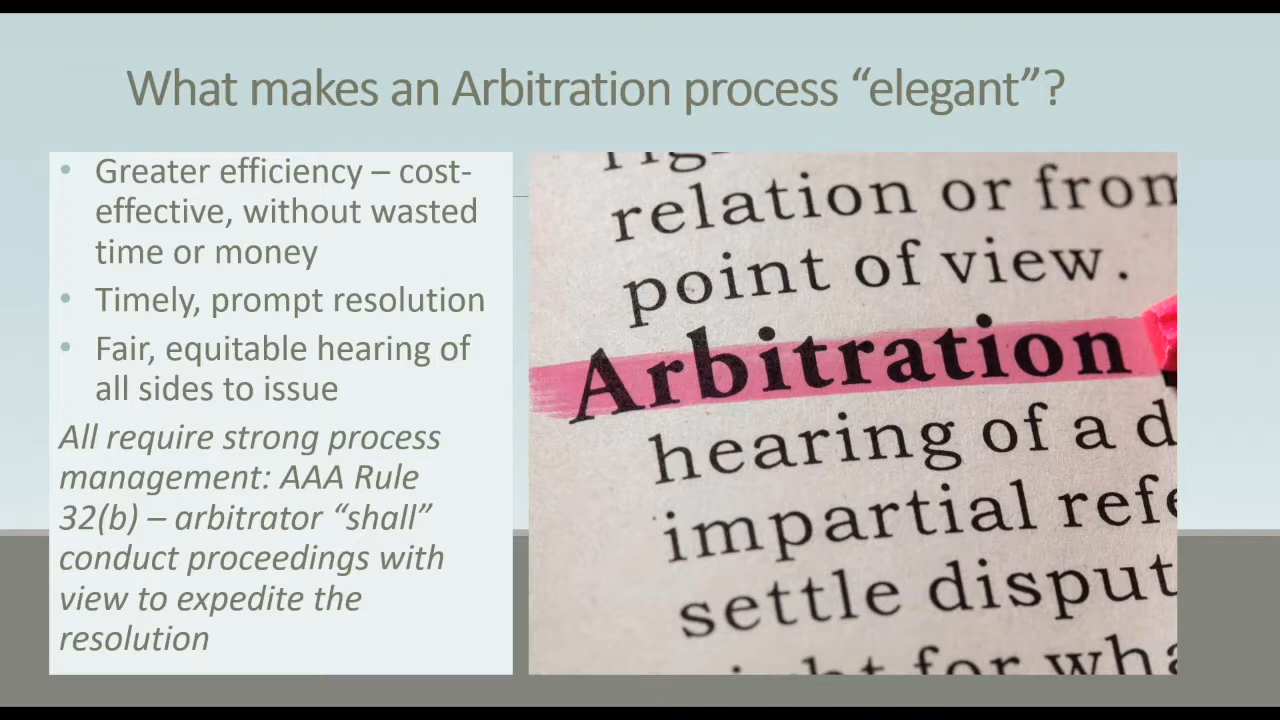 What makes an Arbitration process “elegant”?
• Greater efficiency – cost-
effective, without wasted
time or money
• Timely, prompt resolution
• Fair, equitable hearing of
all sides to issue
All require strong process
management: AAA Rule
32(b) – arbitrator “shall”
conduct proceedings with
view to expedite the
resolution
relation or from
point of view.
Arbitration
hearing of a d
impartial refe
settle disput
for wha